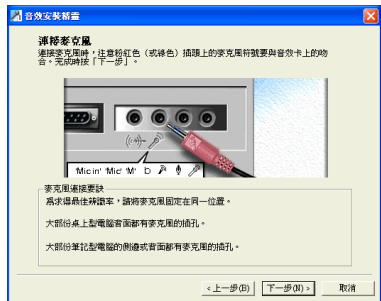 音效安裝精靈
連接麥克風
連接麥克風時,注意粉紅色(或綠色)插頭上的麥克風符號要與音效卡上的吻
合。完成時按「下一步」。
'Mic in' 'Mic' 'M'
麥克風連接要訣
為求得最佳辨識率,請將麥克風固定在同一位置。
大部份桌上型電腦背面都有麥克風的插孔。
大部份筆記型電腦的側邊或背面都有麥克風的插孔。
<上一步(B) 下一步(N)> 取消